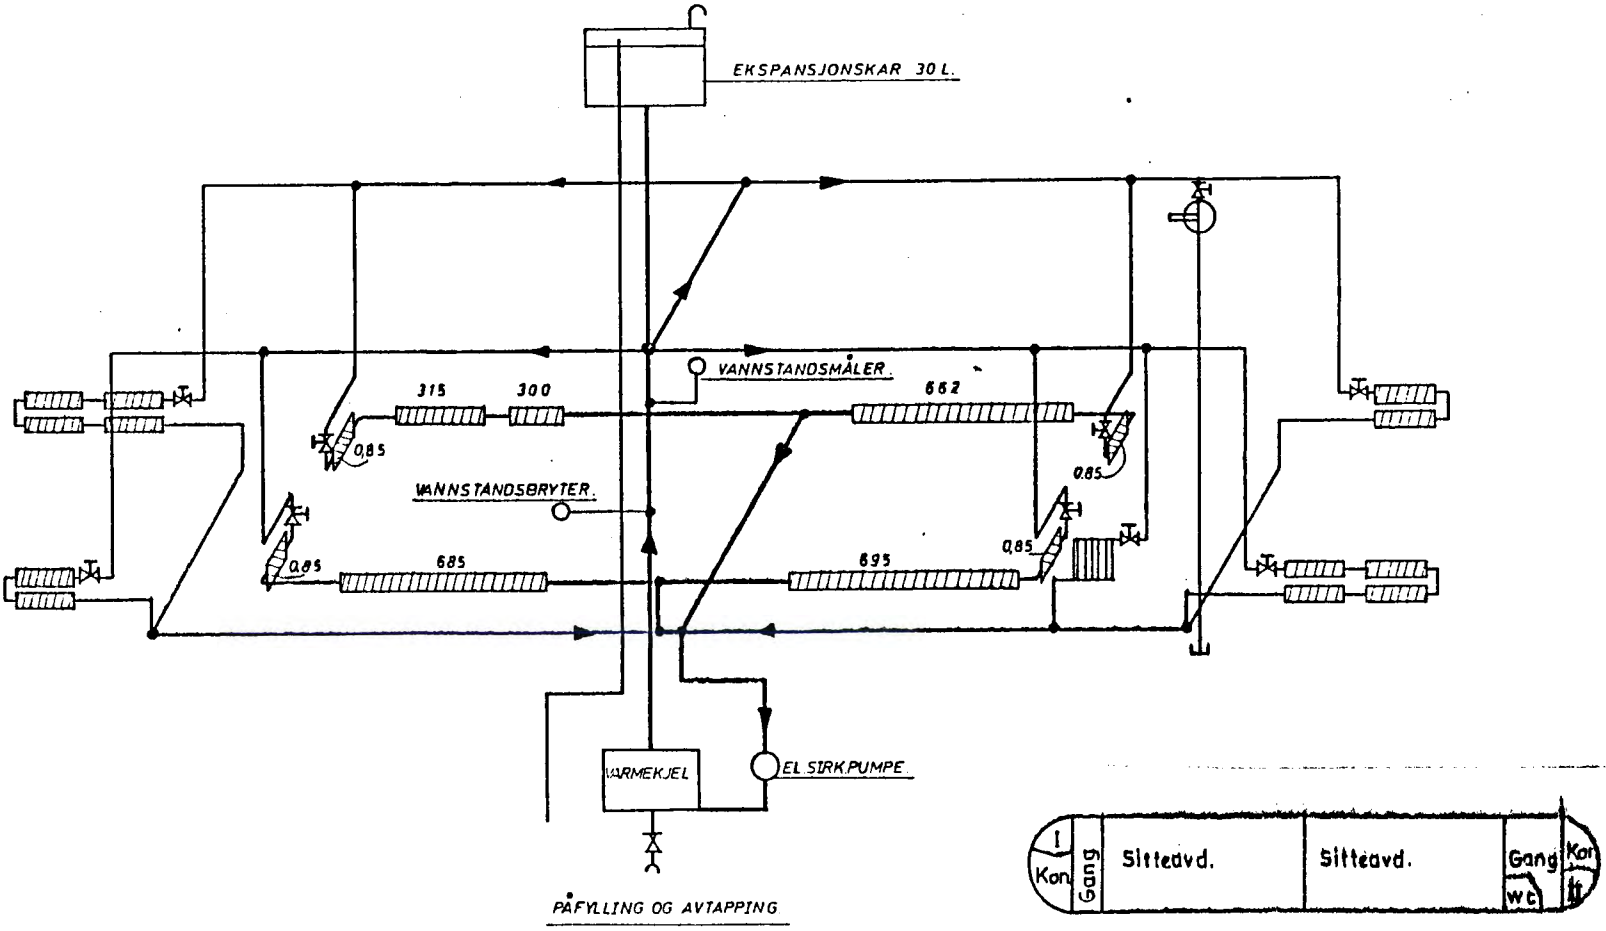 EKSPANSJONSKAR 30 L.
VANNSTANDSMÅLER.
315
300
662
0,85
0.85
VANNSTANDSBRYTER.
0,85
685
695
0,85
VARMEKJEL
EL.SIRK.PUMPE.
PÅFYLLING OG AVTAPPING
I
Kon
Gang
Sitteavd.
Sitteavd.
Gang
WC
Kon
II